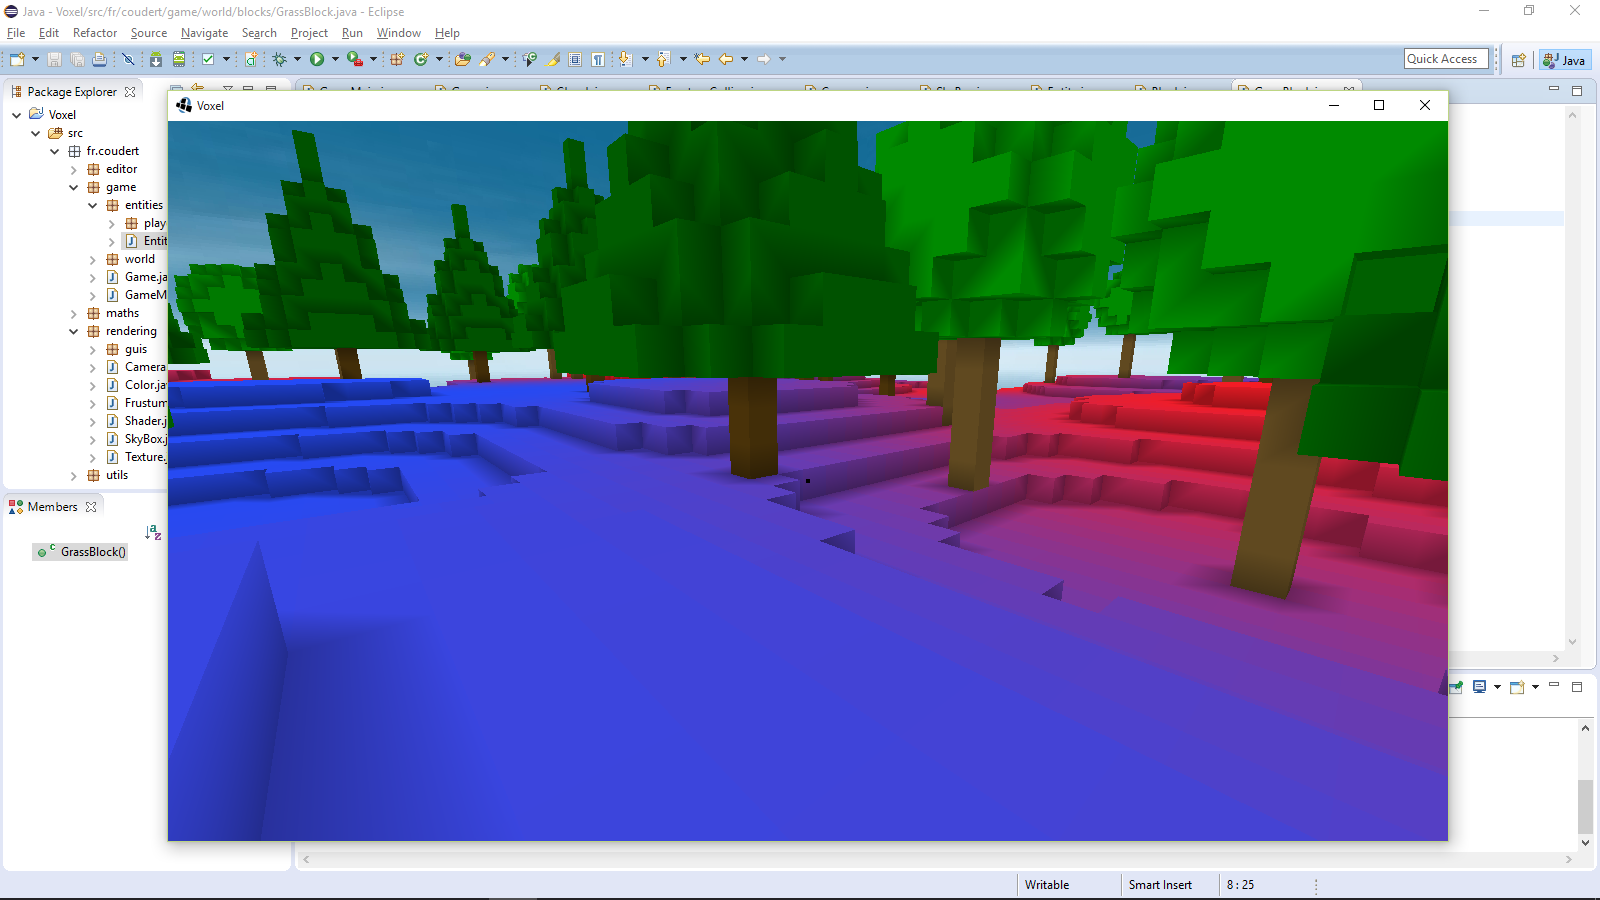 Java - Voxel/src/fr/coudert/game/world/blocks/GrassBlock.java - Eclipse
File Edit Refactor Source Navigate Search Project Run Window Help
Quick Access
Java
Package Explorer
Voxel
Voxel
src
fr.coudert
editor
game
entities
play
Entit
world
Game.ja
GameM
maths
rendering
guis
Camera
Color.ja
Frustum
Shader.j
SkyBox.j
Texture.
utils
Members
GrassBlock()
Writable Smart Insert 8 : 25